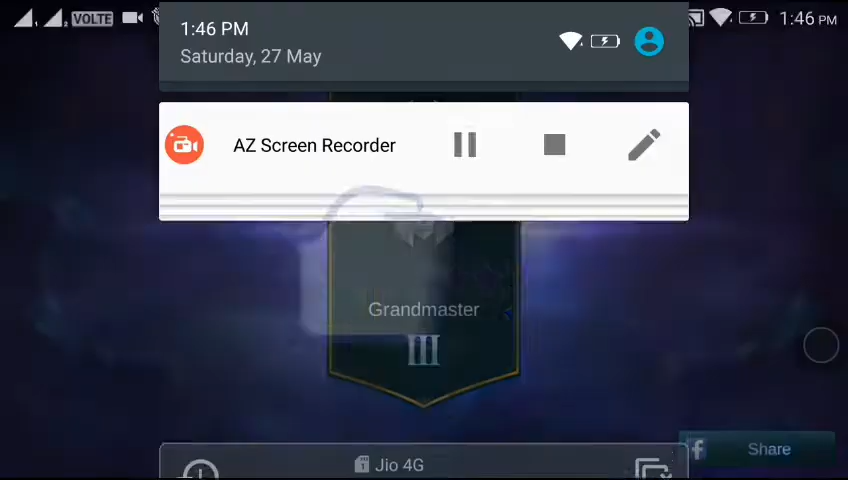 VOLTE
1:46 PM
1:46 PM
Saturday, 27 May
AZ Screen Recorder
Grandmaster
III
Share
Jio 4G